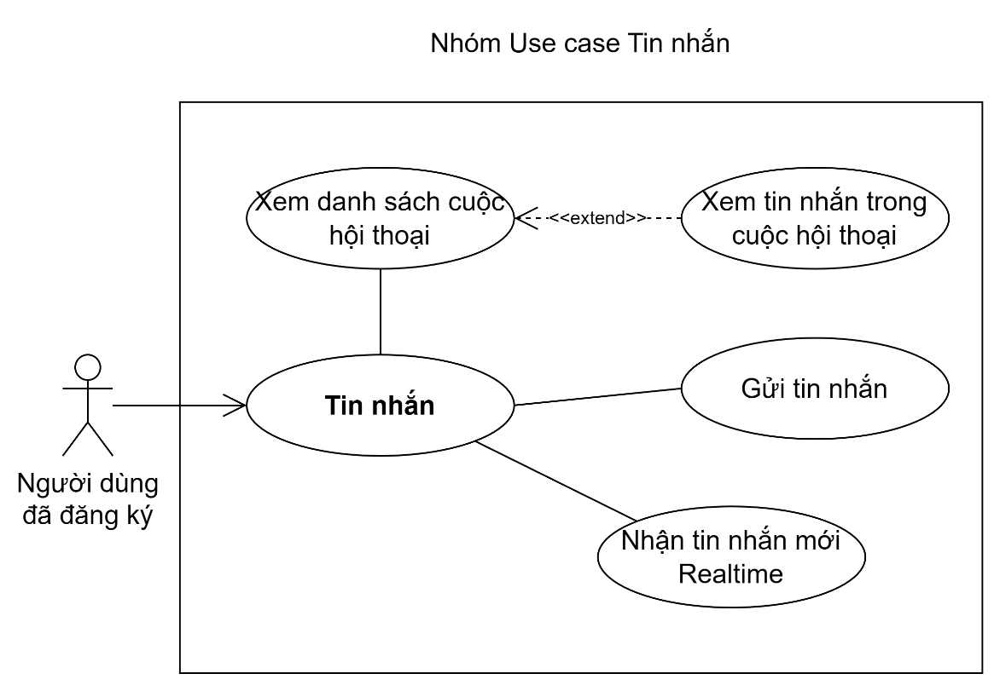 Nhóm Use case Tin nhắn
Xem danh sách cuộc
hội thoại
<<extend>>
Xem tin nhắn trong
cuộc hội thoại
Tin nhắn
Gửi tin nhắn
Người dùng
đã đăng ký
Nhận tin nhắn mới
Realtime